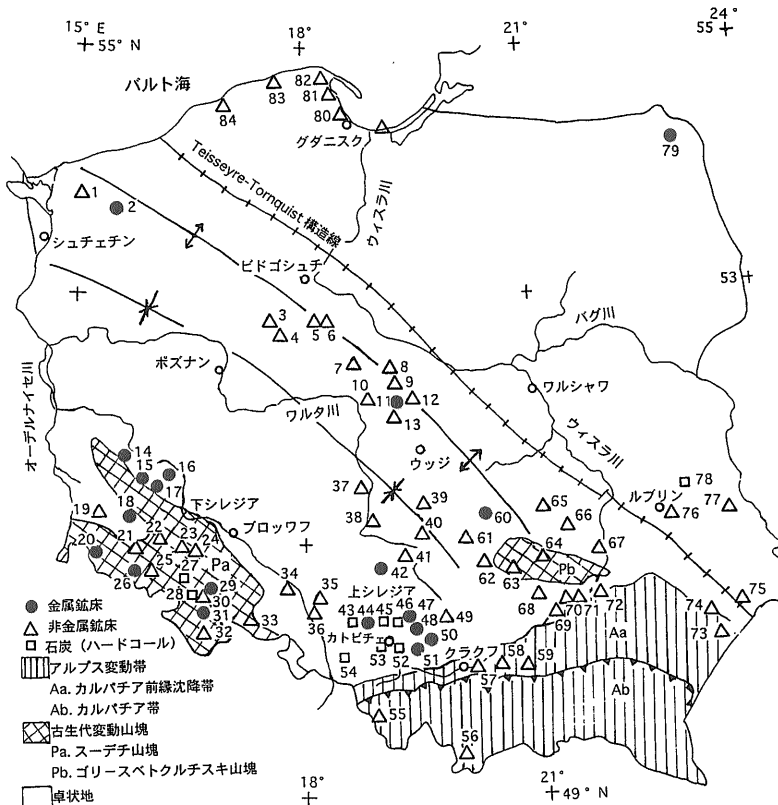 15° E
55° N
18°
21°
24°
55
バルト海
82
83
81
84
80
グダニスク
79
Teisseyre-Tornquist 構造線
ウィスラ川
1
2
シュチェチン
ビドゴシュチ
53
バグ川
3
4
5
6
7
8
9
10
11
12
13
ポズナン
ワルシャワ
ワルタ川
オーデルナイセ川
ウッジ
ウィスラ川
14
15
16
17
18
19
下シレジア
ブロッワフ
37
38
39
40
41
42
60
65
66
78
ルブリン
76
77
20
21
22
23
24
25
26
27
28
29
30
31
32
33
Pa
34
35
36
61
62
63
64
Pb
67
上シレジア
43
44
45
46
47
48
49
50
51
52
53
54
カトビチェ
クラクフ
57
58
59
68
69
70
71
72
73
74
75
Aa
Ab
55
56
金属鉱床
非金属鉱床
石炭（ハードコール）
アルプス変動帯
Aa. カルパチア前縁沈降帯
Ab. カルパチア帯
古生代変動山塊
Pa. スーデチ山塊
Pb. ゴリースベトクルチスキ山塊
卓状地
18°
21°
49° N